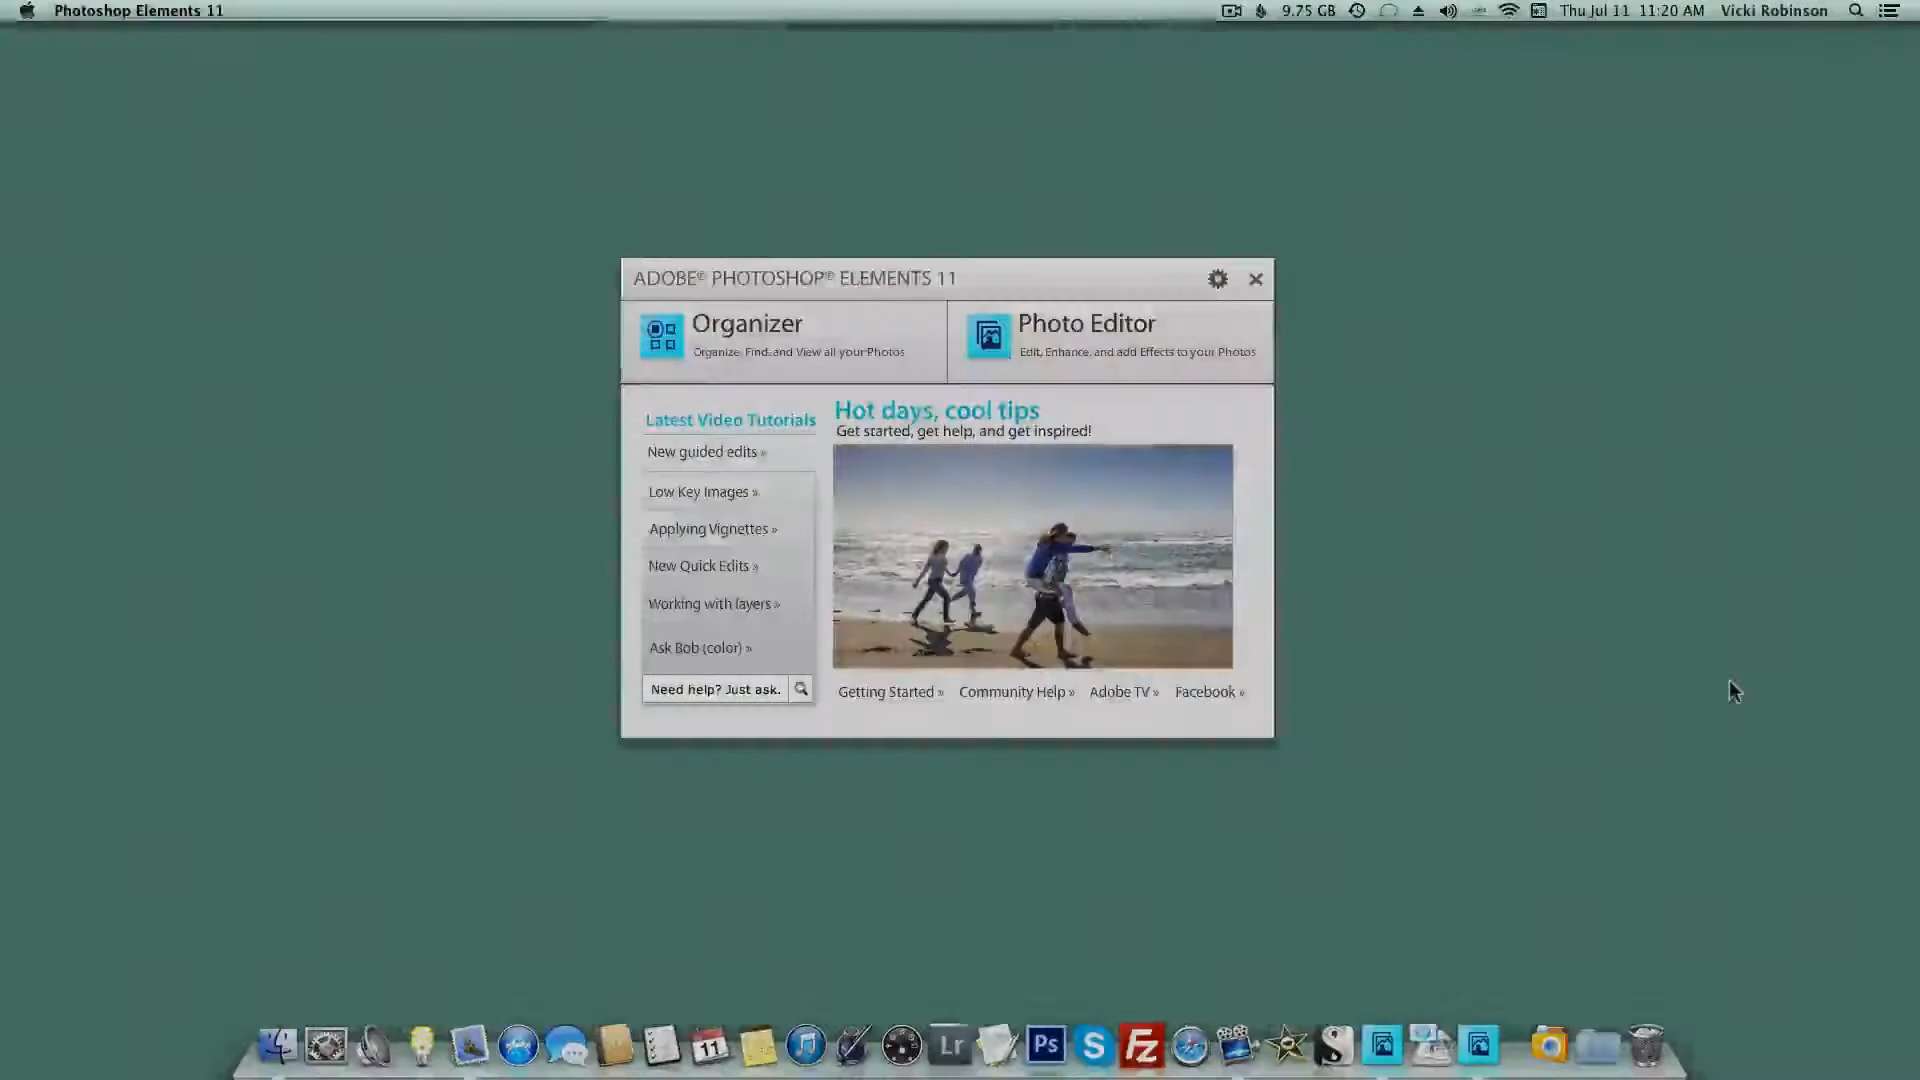 Photoshop Elements 11
9.75 GB
Thu Jul 11 11:20 AM Vicki Robinson
ADOBE® PHOTOSHOP® ELEMENTS 11
Organizer
Organize, Find, and View all your Photos
Photo Editor
Edit, Enhance, and add Effects to your Photos
Latest Video Tutorials
New guided edits »
Low Key Images »
Applying Vignettes »
New Quick Edits »
Working with layers »
Ask Bob (color) »
Need help? Just ask.
Hot days, cool tips
Get started, get help, and get inspired!
Getting Started » Community Help » Adobe TV » Facebook »
11
Lr
Ps
S
Fz
S